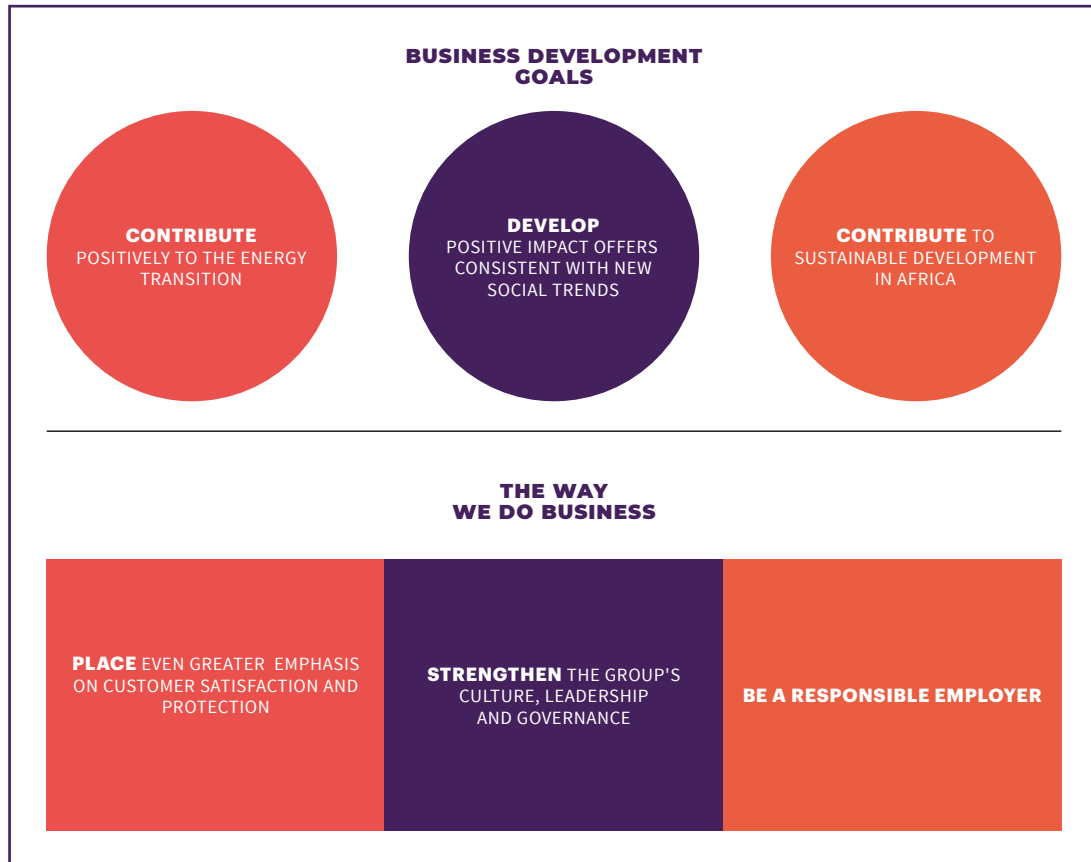 BUSINESS DEVELOPMENT
GOALS
CONTRIBUTE
POSITIVELY TO THE ENERGY
TRANSITION
DEVELOP
POSITIVE IMPACT OFFERS
CONSISTENT WITH NEW
SOCIAL TRENDS
CONTRIBUTE TO
SUSTAINABLE DEVELOPMENT
IN AFRICA
THE WAY
WE DO BUSINESS
PLACE EVEN GREATER EMPHASIS
ON CUSTOMER SATISFACTION AND
PROTECTION
STRENGTHEN THE GROUP'S
CULTURE, LEADERSHIP
AND GOVERNANCE
BE A RESPONSIBLE EMPLOYER